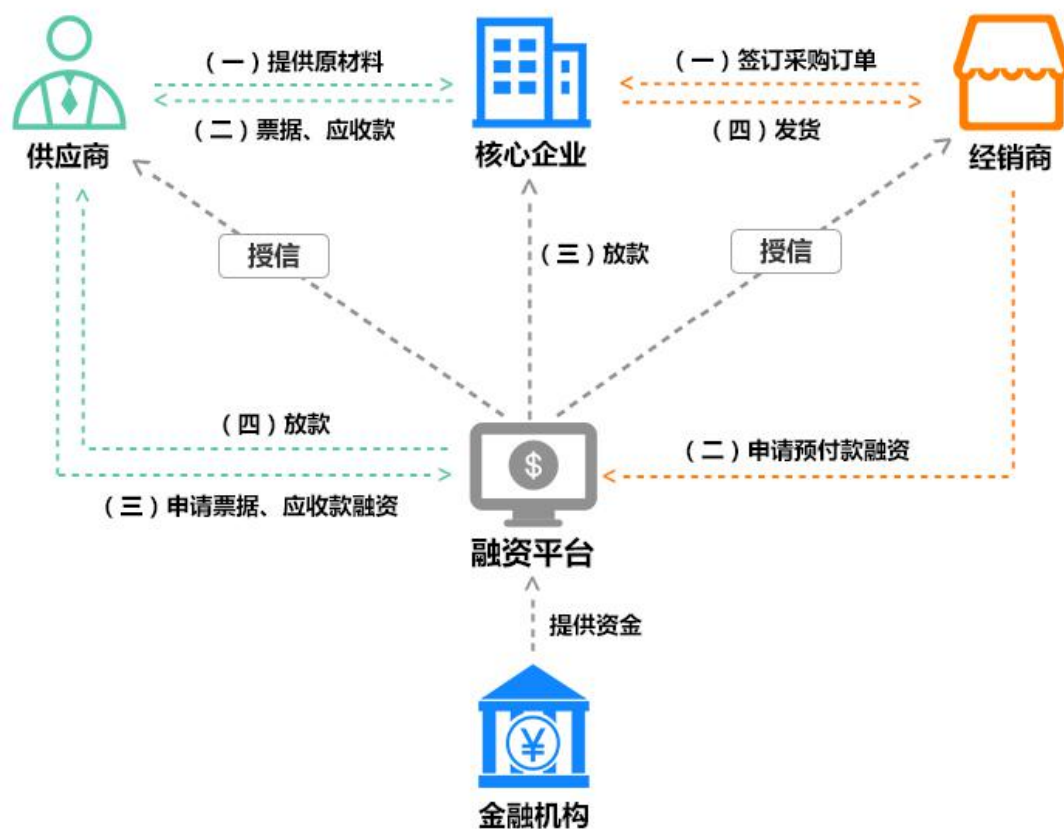 （一）提供原材料
（一）签订采购订单
（二）票据、应收款
（四）发货
供应商
核心企业
经销商
授信
（三）放款
授信
（四）放款
（二）申请预付款融资
$
（三）申请票据、应收款融资
融资平台
提供资金
¥
金融机构